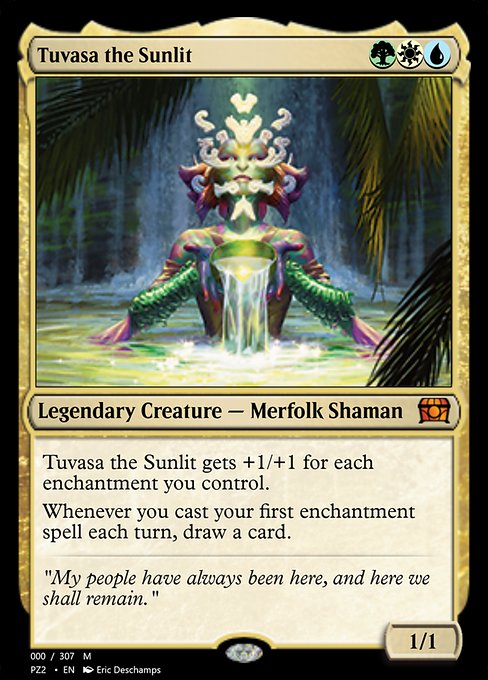 Tuvasa the Sunlit
Legendary Creature — Merfolk Shaman
Tuvasa the Sunlit gets +1/+1 for each
enchantment you control.
Whenever you cast your first enchantment
spell each turn, draw a card.
"My people have always been here, and here we
shall remain."
1/1
000 / 307 M
PZ2 • EN Eric Deschamps